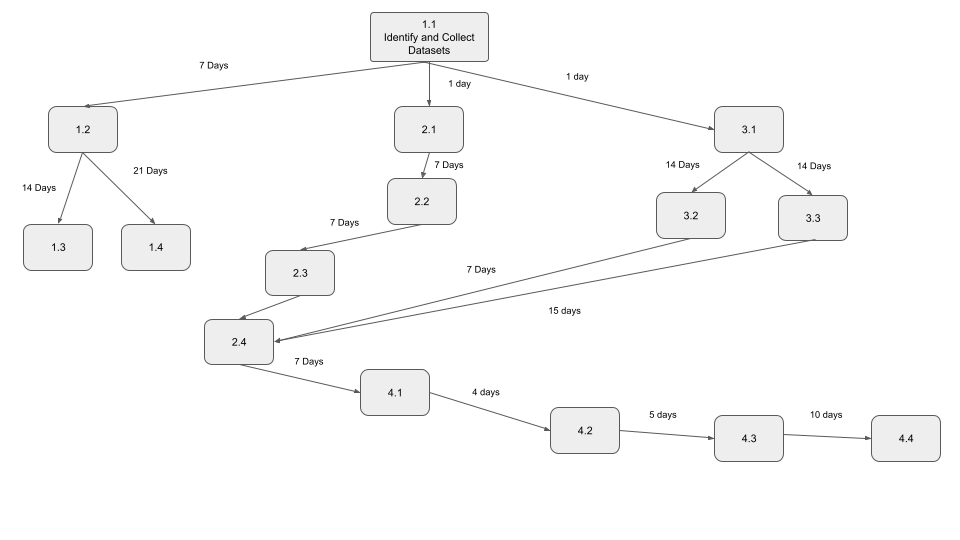 1.1
Identify and Collect
Datasets
7 Days
1 day
1 day
1.2
2.1
3.1
14 Days
21 Days
7 Days
14 Days
14 Days
2.2
3.2
3.3
7 Days
1.3
1.4
2.3
7 Days
15 days
2.4
7 Days
4.1
4 days
4.2
5 days
10 days
4.3
4.4